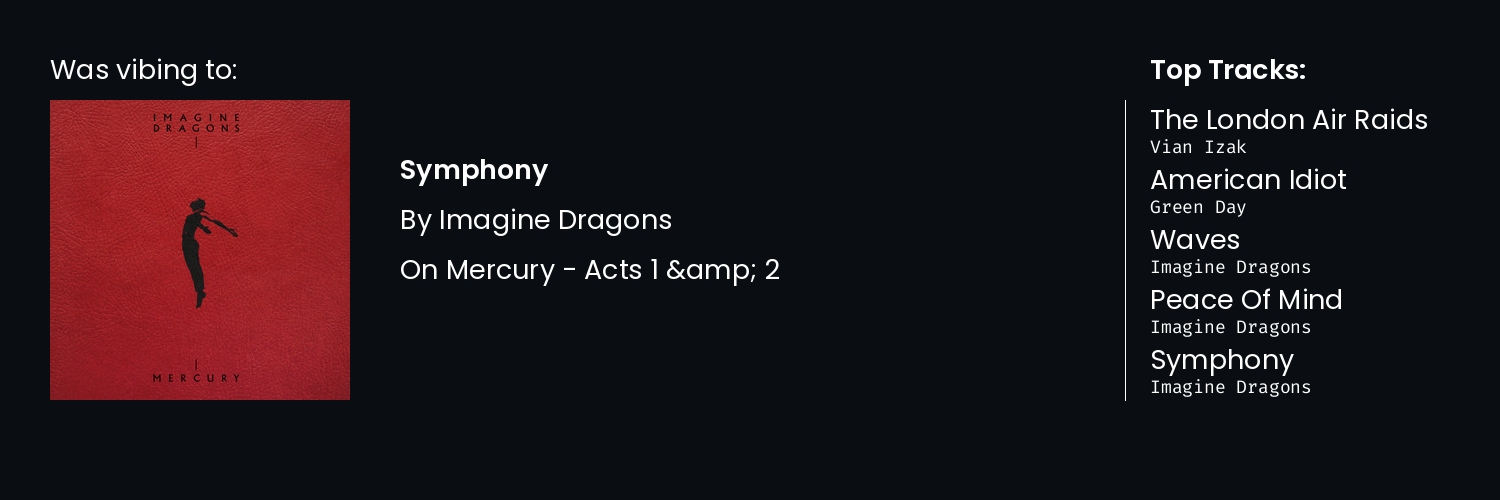 Was vibing to:
IMAGINE
DRAGONS
MERCURY
Symphony
By Imagine Dragons
On Mercury - Acts 1 &amp; 2
Top Tracks:
The London Air Raids
Vian Izak
American Idiot
Green Day
Waves
Imagine Dragons
Peace Of Mind
Imagine Dragons
Symphony
Imagine Dragons